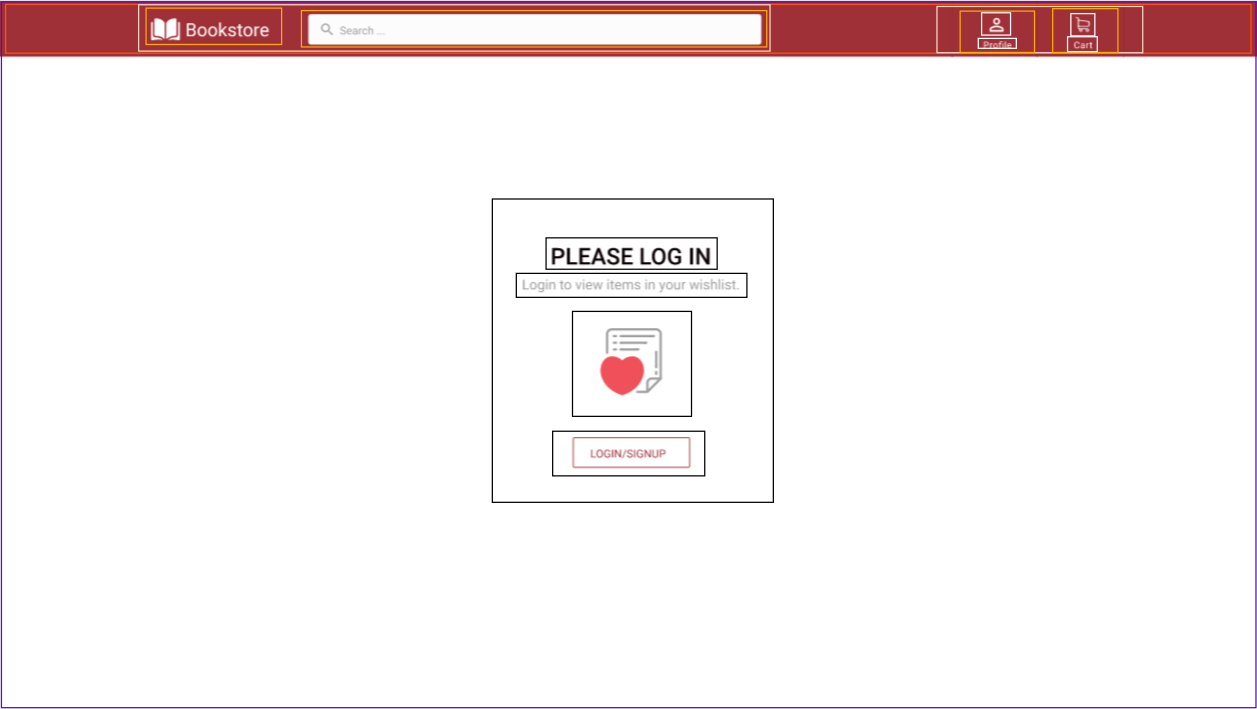 Bookstore
Search ...
Profile
Cart
PLEASE LOG IN
Login to view items in your wishlist.
LOGIN/SIGNUP